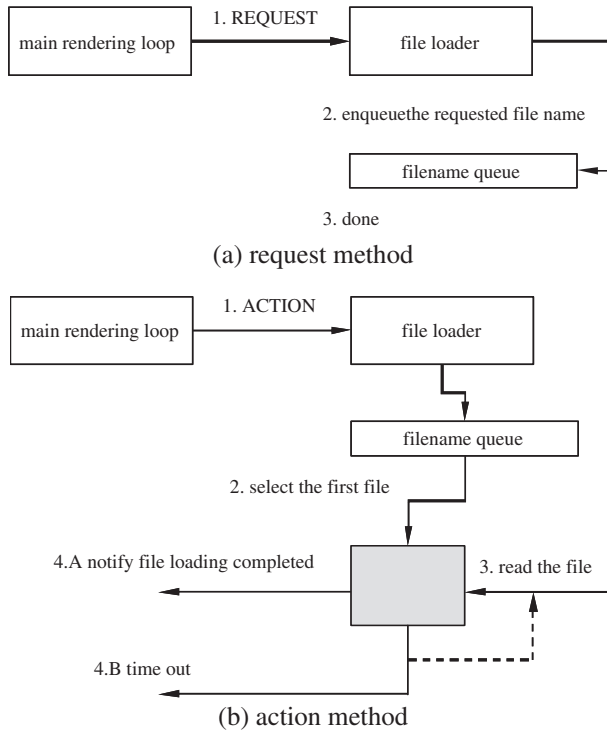 1. REQUEST
main rendering loop
file loader
2. enqueuethe requested file name
filename queue
3. done
(a) request method
1. ACTION
main rendering loop
file loader
filename queue
2. select the first file
4.A notify file loading completed
3. read the file
4.B time out
(b) action method